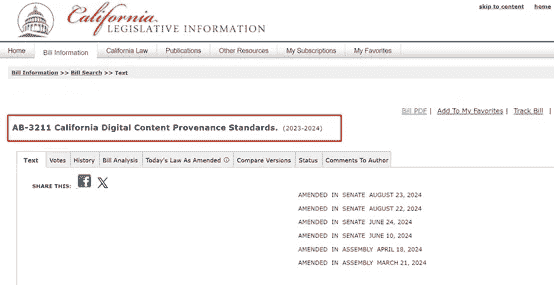 skip to content home
California
LEGISLATIVE INFORMATION
Home Bill Information California Law Publications Other Resources My Subscriptions My Favorites
Bill Information >> Bill Search >> Text
Bill PDF | Add To My Favorites | Track Bill |
AB-3211 California Digital Content Provenance Standards. (2023-2024)
Text Votes History Bill Analysis Today's Law As Amended Compare Versions Status Comments To Author
SHARE THIS:
AMENDED IN SENATE AUGUST 23, 2024
AMENDED IN SENATE AUGUST 22, 2024
AMENDED IN SENATE JUNE 24, 2024
AMENDED IN SENATE JUNE 10, 2024
AMENDED IN ASSEMBLY APRIL 18, 2024
AMENDED IN ASSEMBLY MARCH 21, 2024